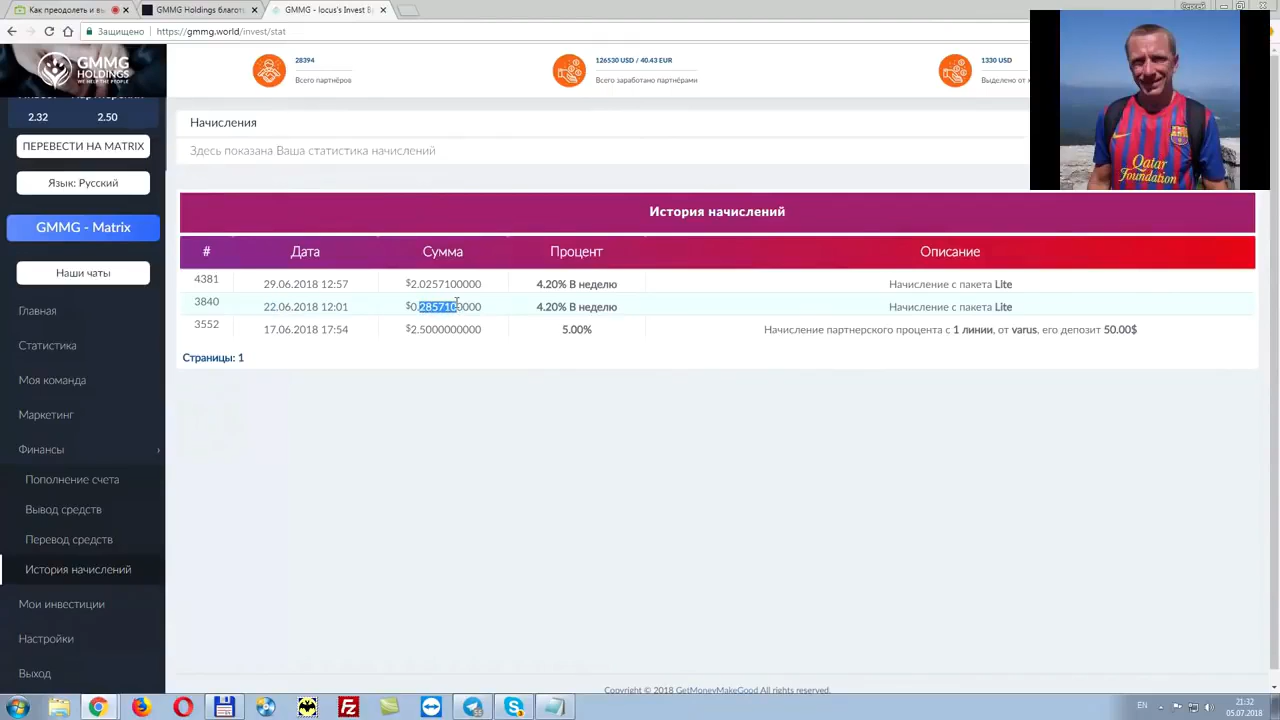 Как преодолеть и вы
GMMG Holdings благот
GMMG - locus's Invest
Защищено
https://gmmg.world/invest/stat
GMMG
HOLDINGS
WE HELP THE PEOPLE
28394
Всего партнёров
126530 USD / 40.43 EUR
Всего заработано партнёрами
1330 USD
Выделено от
2.32
2.50
ПЕРЕВЕСТИ НА MATRIX
Язык: Русский
GMMG - Matrix
Наши чаты
Главная
Статистика
Моя команда
Маркетинг
Финансы
Пополнение счета
Вывод средств
Перевод средств
История начислений
Мои инвестиции
Настройки
Выход
Начисления
Здесь показана Ваша статистика начислений
История начислений
# Дата Сумма Процент Описание
4381 29.06.2018 12:57 $2.0257100000 4.20% В неделю Начисление с пакета Lite
3840 22.06.2018 12:01 $0.2857100000 4.20% В неделю Начисление с пакета Lite
3552 17.06.2018 17:54 $2.5000000000 5.00% Начисление партнерского процента с 1 линии, от varus, его депозит 50.00$
Страницы: 1
Copyright © 2018 GetMoneyMakeGood All rights reserved.
Qatar
Foundation
EN
21:32
05.07.2018